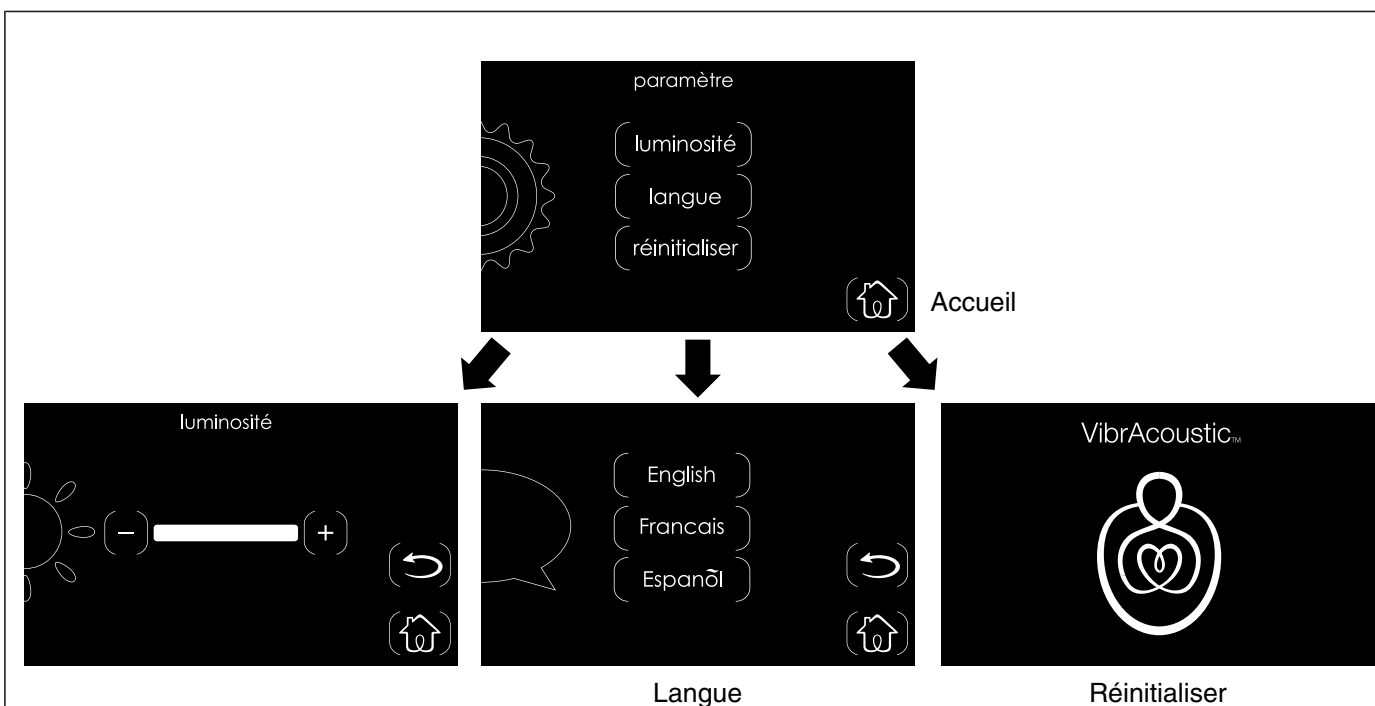 paramètre
luminosité
langue
réinitialiser
Accueil
luminosité
−
+
English
Francais
Espanõl
VibrAcoustic™
Langue
Réinitialiser